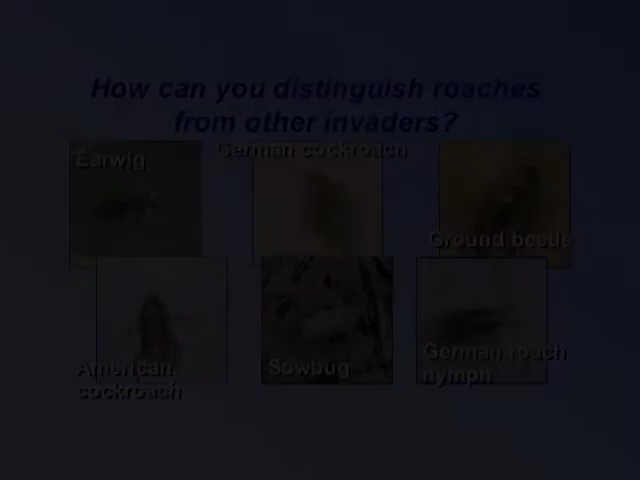 How can you distinguish roaches
from other invaders?
Earwig
German cockroach
Ground beetle
American
cockroach
Sowbug
German roach
nymph